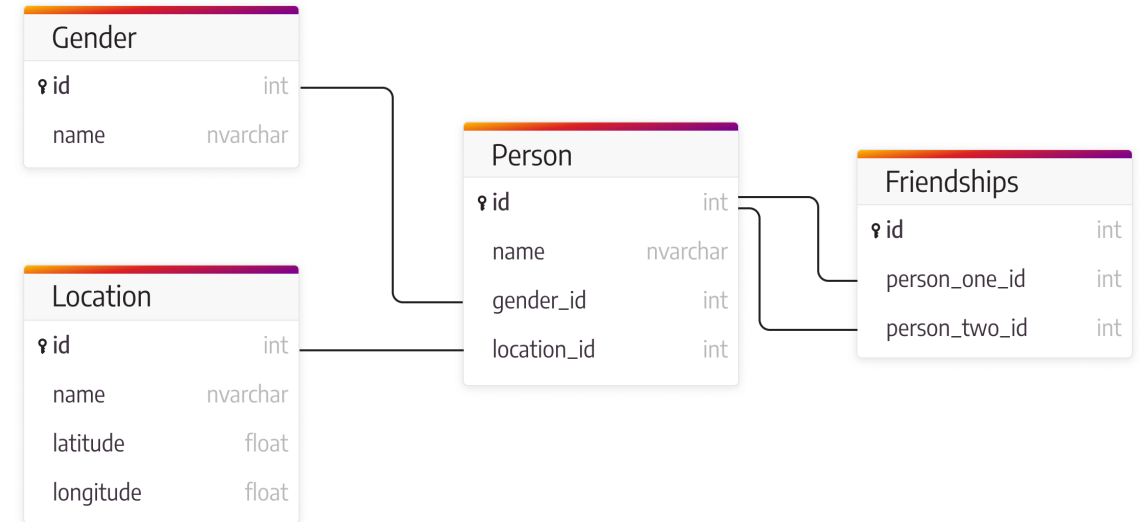 Gender
id int
name nvarchar
Location
id int
name nvarchar
latitude float
longitude float
Person
id int
name nvarchar
gender_id int
location_id int
Friendships
id int
person_one_id int
person_two_id int